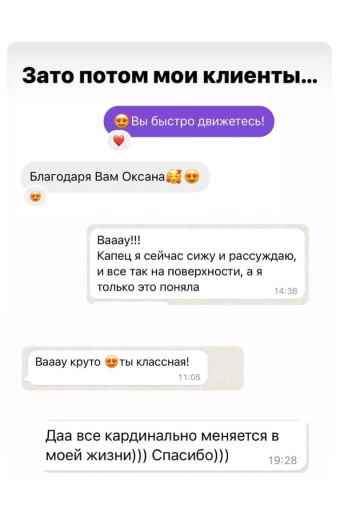 Зато потом мои клиенты...
😍Вы быстро движетесь!
Благодаря Вам Оксана🥰😍
Ваaу!!!
Капец я сейчас сижу и рассуждаю,
и все так на поверхности, а я
только это поняла
14:38
Вааау круто 😍ты классная!
11:05
Даа все кардинально меняется в
моей жизни))) Спасибо)))
19:28